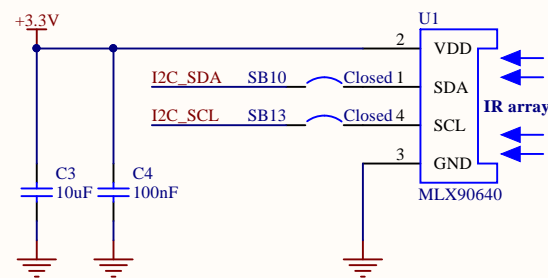 +3.3V
U1
2 VDD
I2C_SDA SB10 Closed 1 SDA
IR array
I2C_SCL SB13 Closed 4 SCL
3 GND
C3
10uF
C4
100nF
MLX90640